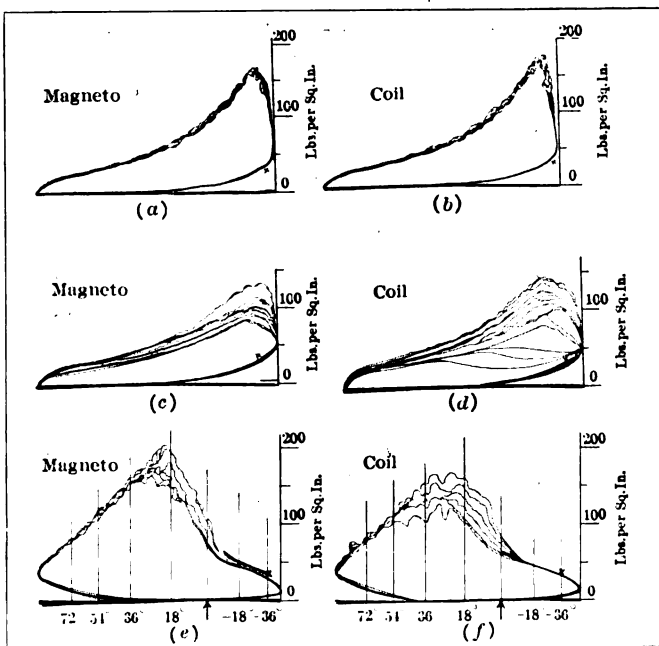 Magneto
200
100
0
Lbs. per Sq. In.
(a)
Coil
200
100
0
Lbs. per Sq. In.
(b)
Magneto
100
0
Lbs. per Sq. In.
(c)
Coil
100
0
Lbs. per Sq. In.
(d)
Magneto
200
100
0
Lbs. per Sq. In.
72 54 36° 18° -18° -36°
(e)
Coil
200
100
0
Lbs. per Sq. In.
72 54 36 18° -18 -36°
(f)